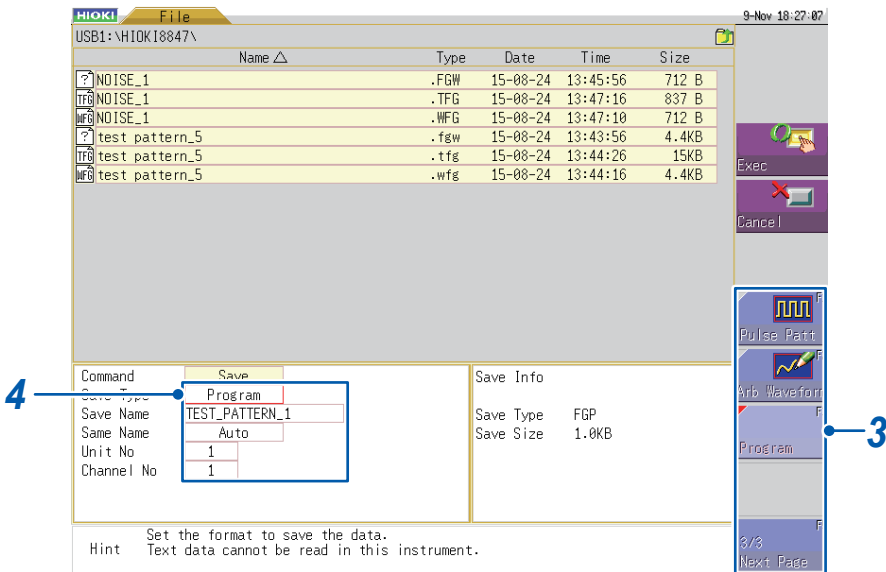 HIOKI File 9-Nov 18:27:07
USB1:\HIOKI8847\
Name △ Type Date Time Size
? NOISE_1 .FGW 15-08-24 13:45:56 712 B
TFG NOISE_1 .TFG 15-08-24 13:47:16 837 B
WFG NOISE_1 .WFG 15-08-24 13:47:10 712 B
? test pattern_5 .fgw 15-08-24 13:43:56 4.4KB
TFG test pattern_5 .tfg 15-08-24 13:44:26 15KB
WFG test pattern_5 .wfg 15-08-24 13:44:16 4.4KB
Exec
Cancel
F
Pulse Patt
F
Arb Waveform
F
Program
F
3/3
Next Page
3
4
Command Save
Save Type Program
Save Name TEST_PATTERN_1
Same Name Auto
Unit No 1
Channel No 1
Save Info
Save Type FGP
Save Size 1.0KB
Hint Set the format to save the data.
Text data cannot be read in this instrument.